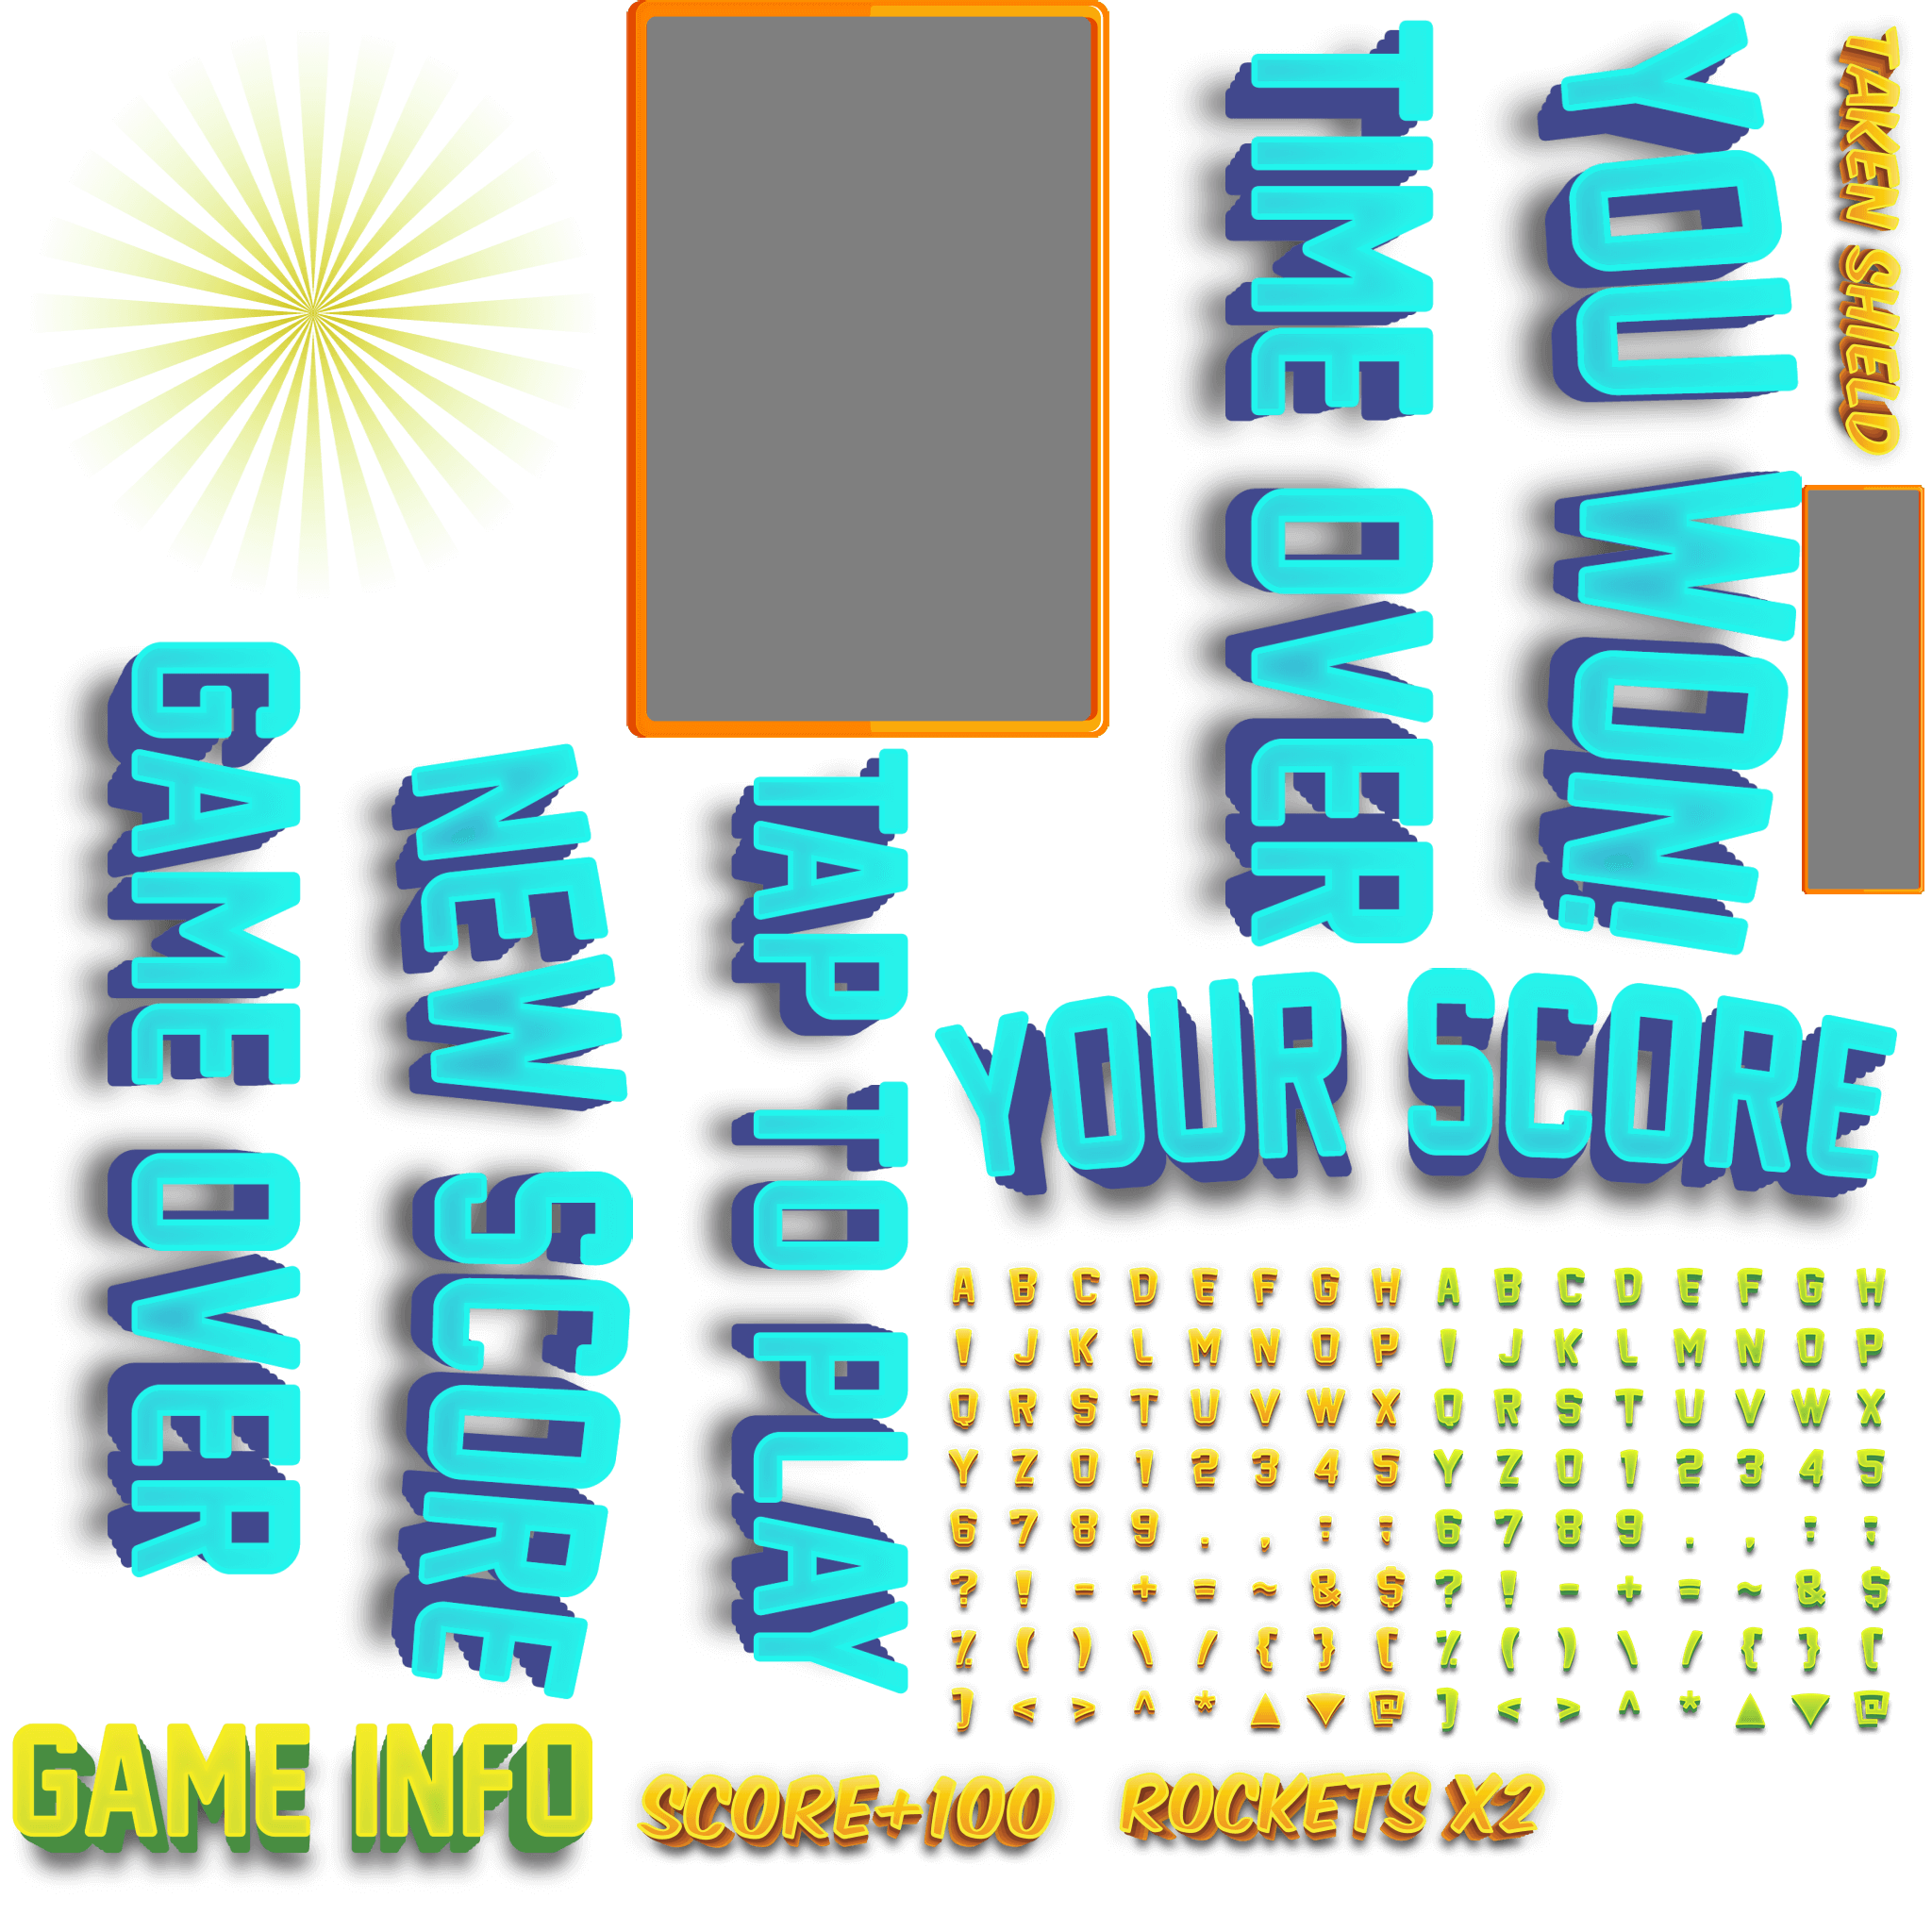 TIME OVER
YOU WON!
TAKEN SHIELD
GAME OVER
NEW SCORE
TAP TO PLAY
YOUR SCORE
A B C D E F G H A B C D E F G H
I J K L M N O P I J K L M N O P
Q R S T U V W X Q R S T U V W X
Y Z 0 1 2 3 4 5 Y Z 0 1 2 3 4 5
6 7 8 9 . , : ; 6 7 8 9 . , : ;
? ! - + = ~ & $ ? ! - + = ~ & $
% ( ) \ / { } [ % ( ) \ / { } [
] < > ^ * ▲ ▼ @ ] < > ^ * ▲ ▼ @
GAME INFO
SCORE+100
ROCKETS X2